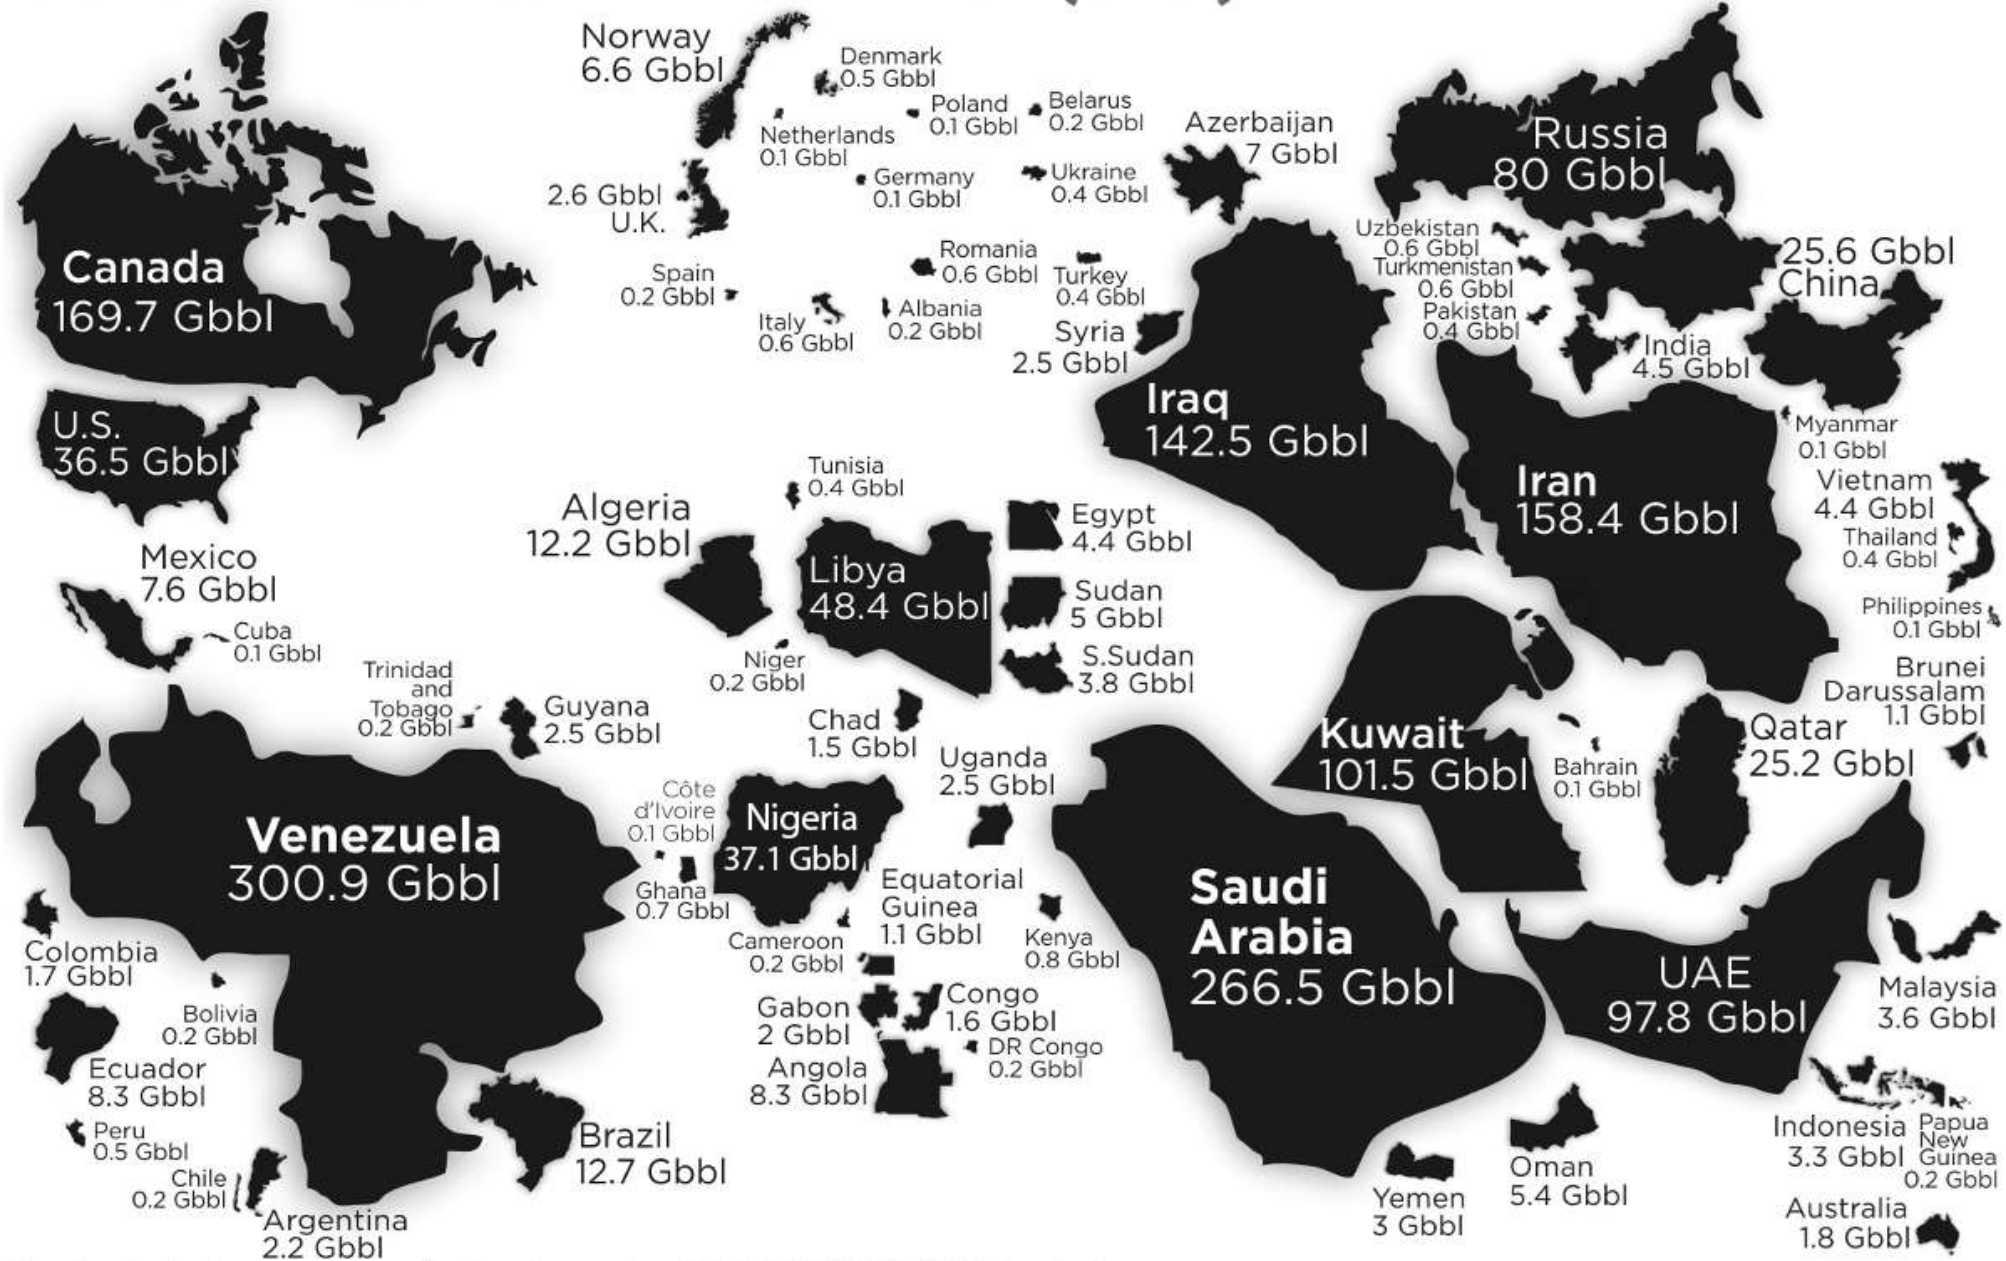 Norway
6.6 Gbbl
Denmark
0.5 Gbbl
Netherlands
0.1 Gbbl
Poland
0.1 Gbbl
Belarus
0.2 Gbbl
Germany
0.1 Gbbl
Ukraine
0.4 Gbbl
Azerbaijan
7 Gbbl
Russia
80 Gbbl
2.6 Gbbl
U.K.
Canada
169.7 Gbbl
Spain
0.2 Gbbl
Italy
0.6 Gbbl
Romania
0.6 Gbbl
Albania
0.2 Gbbl
Turkey
0.4 Gbbl
Syria
2.5 Gbbl
Uzbekistan
0.6 Gbbl
Turkmenistan
0.6 Gbbl
Pakistan
0.4 Gbbl
25.6 Gbbl
China
India
4.5 Gbbl
Iraq
142.5 Gbbl
Iran
158.4 Gbbl
Myanmar
0.1 Gbbl
Vietnam
4.4 Gbbl
Thailand
0.4 Gbbl
Philippines
0.1 Gbbl
Brunei
Darussalam
1.1 Gbbl
U.S.
36.5 Gbbl
Mexico
7.6 Gbbl
Cuba
0.1 Gbbl
Tunisia
0.4 Gbbl
Algeria
12.2 Gbbl
Libya
48.4 Gbbl
Egypt
4.4 Gbbl
Sudan
5 Gbbl
S.Sudan
3.8 Gbbl
Niger
0.2 Gbbl
Chad
1.5 Gbbl
Trinidad
and
Tobago
0.2 Gbbl
Guyana
2.5 Gbbl
Venezuela
300.9 Gbbl
Côte
d'Ivoire
0.1 Gbbl
Ghana
0.7 Gbbl
Nigeria
37.1 Gbbl
Uganda
2.5 Gbbl
Kuwait
101.5 Gbbl
Bahrain
0.1 Gbbl
Qatar
25.2 Gbbl
Equatorial
Guinea
1.1 Gbbl
Cameroon
0.2 Gbbl
Kenya
0.8 Gbbl
Saudi
Arabia
266.5 Gbbl
UAE
97.8 Gbbl
Malaysia
3.6 Gbbl
Gabon
2 Gbbl
Congo
1.6 Gbbl
DR Congo
0.2 Gbbl
Angola
8.3 Gbbl
Colombia
1.7 Gbbl
Bolivia
0.2 Gbbl
Ecuador
8.3 Gbbl
Peru
0.5 Gbbl
Chile
0.2 Gbbl
Argentina
2.2 Gbbl
Brazil
12.7 Gbbl
Yemen
3 Gbbl
Oman
5.4 Gbbl
Indonesia
3.3 Gbbl
Papua
New
Guinea
0.2 Gbbl
Australia
1.8 Gbbl